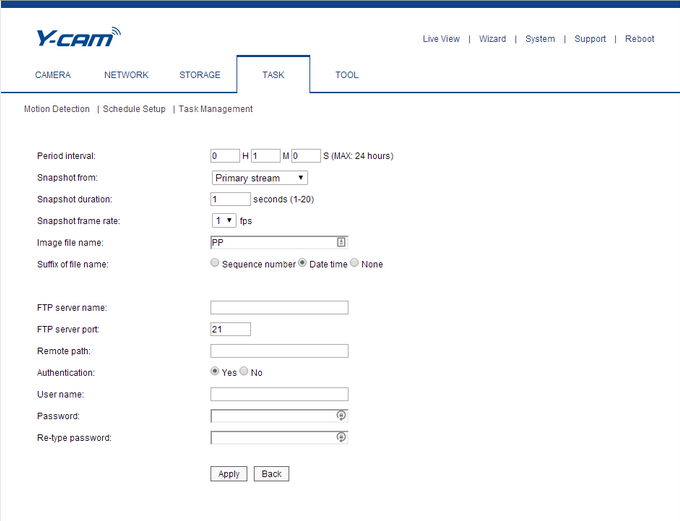 Y-CAM
Live View | Wizard | System | Support | Reboot
CAMERA NETWORK STORAGE TASK TOOL
Motion Detection | Schedule Setup | Task Management
Period interval: 0 H 1 M 0 S (MAX: 24 hours)
Snapshot from: Primary stream
Snapshot duration: 1 seconds (1-20)
Snapshot frame rate: 1 fps
Image file name: PP
Suffix of file name: Sequence number Date time None
FTP server name:
FTP server port: 21
Remote path:
Authentication: Yes No
User name:
Password:
Re-type password:
Apply Back